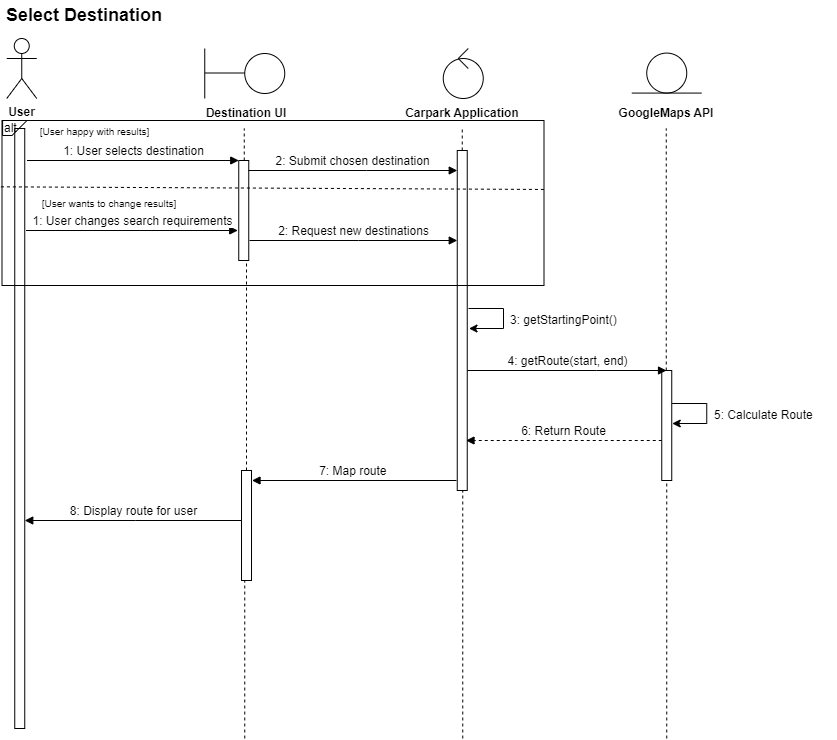 Select Destination
User
Destination UI
Carpark Application
GoogleMaps API
alt
[User happy with results]
1: User selects destination
2: Submit chosen destination
[User wants to change results]
1: User changes search requirements
2: Request new destinations
3: getStartingPoint()
4: getRoute(start, end)
5: Calculate Route
6: Return Route
7: Map route
8: Display route for user